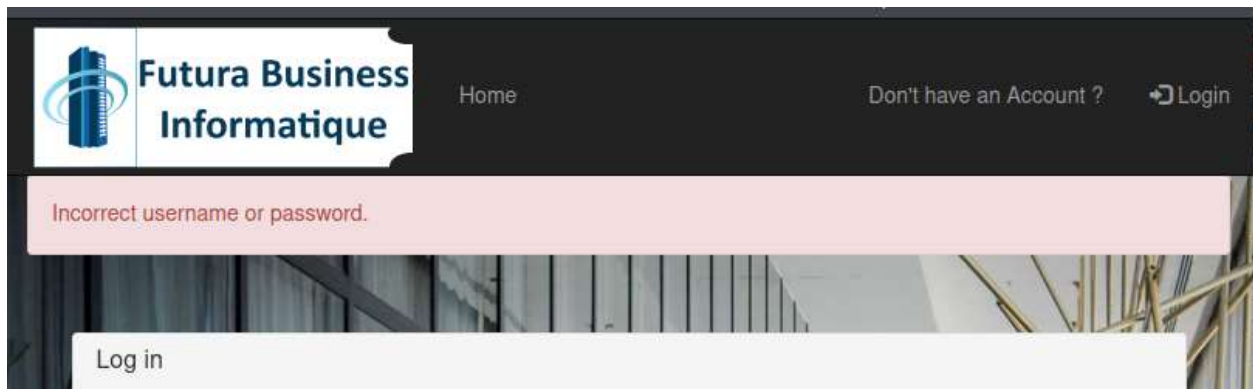 Futura Business
Informatique
Home
Don't have an Account ?
Login
Incorrect username or password.
Log in